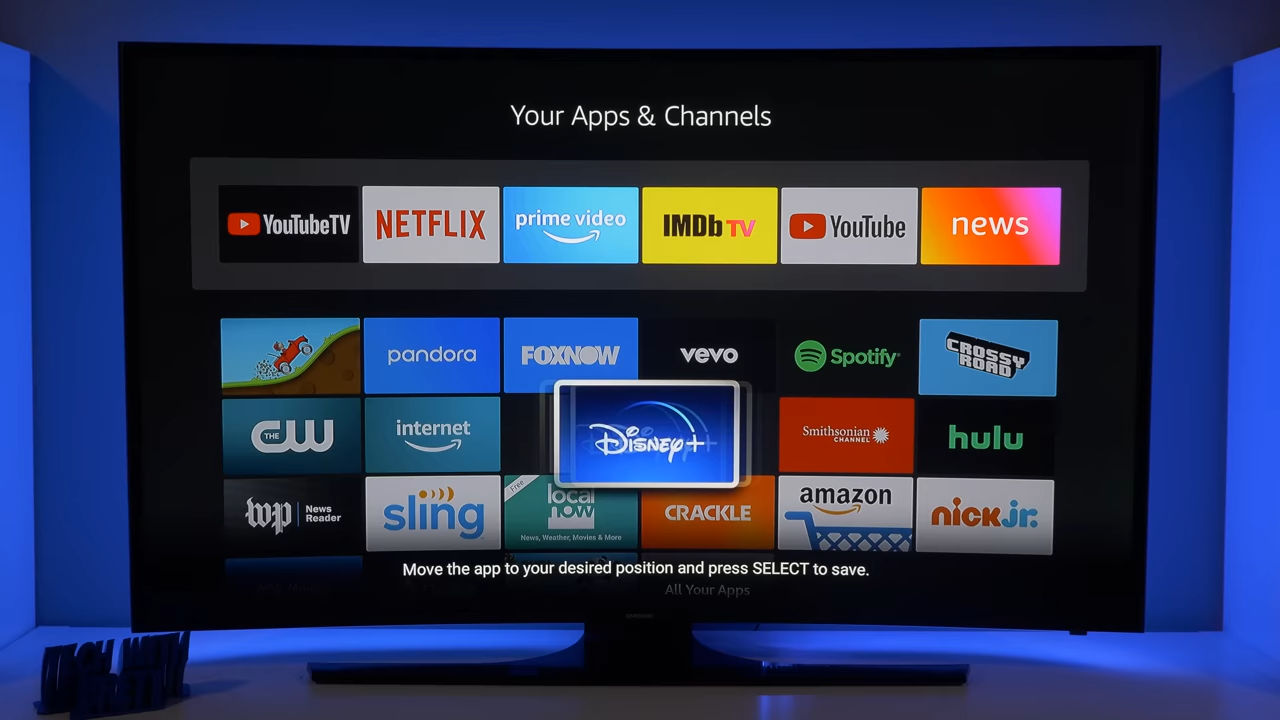 Your Apps & Channels
YouTubeTV
NETFLIX
prime video
IMDb TV
YouTube
news
pandora
FOXNOW
vevo
Spotify
CROSSY ROAD
THE CW
internet
Disney+
Smithsonian CHANNEL
hulu
wp News Reader
sling
Free
local now
News, Weather, Movies & More
CRACKLE
amazon
nick jr.
Move the app to your desired position and press SELECT to save.
All Your Apps
SAMSUNG